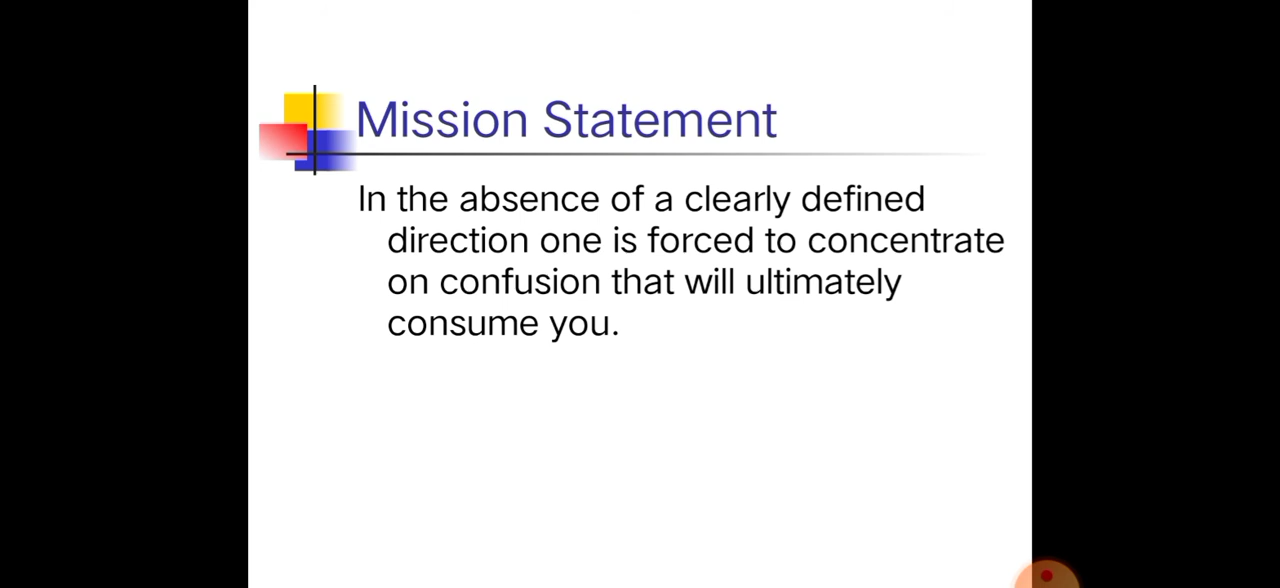 Mission Statement
In the absence of a clearly defined
direction one is forced to concentrate
on confusion that will ultimately
consume you.